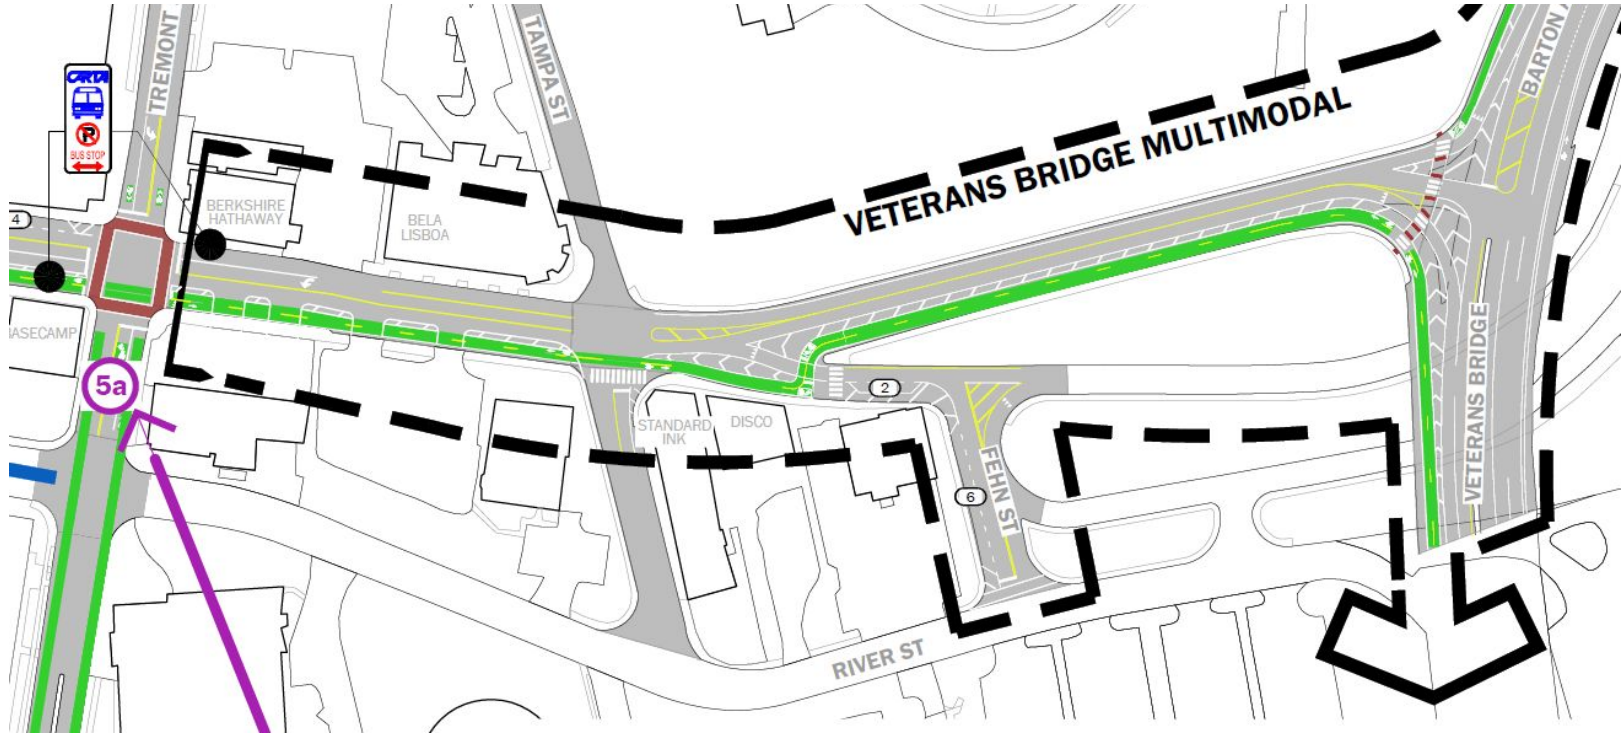 TREMONT
TAMPA ST
BARTON
CARTA
P
BUS STOP
VETERANS BRIDGE MULTIMODAL
4
BERKSHIRE
HATHAWAY
BELA
LISBOA
BASECAMP
5a
2
STANDARD
INK
DISCO
FEHN ST
6
VETERANS BRIDGE
RIVER ST